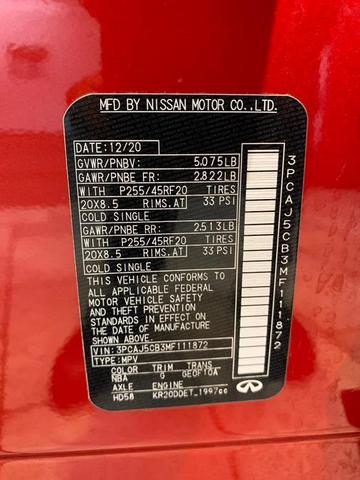 MFD BY NISSAN MOTOR CO.,LTD.
DATE: 12/20
GVWR/PNBV: 5,075LB
GAWR/PNBE FR: 2,822LB
WITH P255/45RF20 TIRES
20X8.5 RIMS,AT 33 PSI
COLD SINGLE
GAWR/PNBE RR: 2,513LB
WITH P255/45RF20 TIRES
20X8.5 RIMS,AT 33 PSI
COLD SINGLE
THIS VEHICLE CONFORMS TO
ALL APPLICABLE FEDERAL
MOTOR VEHICLE SAFETY
AND THEFT PREVENTION
STANDARDS IN EFFECT ON
THE DATE OF MANUFACTURE
SHOWN ABOVE.
VIN: 3PCAJ5CB3MF111872
TYPE: MPV
COLOR TRIM TRANS
NBA G GE0F10A
AXLE ENGINE
HD58 KR20DDET_1997cc
3PCAJ5CB3MF111872